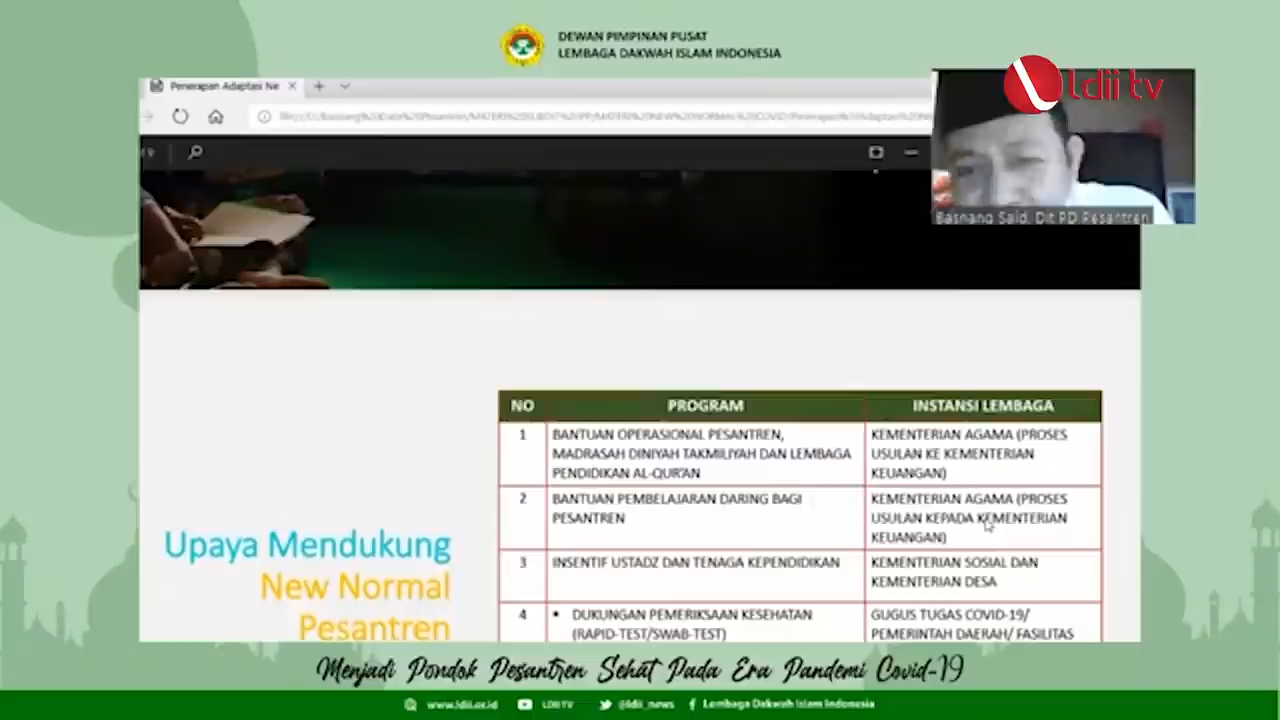 DEWAN PIMPINAN PUSAT
LEMBAGA DAKWAH ISLAM INDONESIA
Penerapan Adaptasi Ne
ldii tv
Basnang Said, Dit PD Pesantren
NO PROGRAM INSTANSI LEMBAGA
1 BANTUAN OPERASIONAL PESANTREN, MADRASAH DINIYAH TAKMILIYAH DAN LEMBAGA PENDIDIKAN AL-QUR'AN
KEMENTERIAN AGAMA (PROSES USULAN KE KEMENTERIAN KEUANGAN)
2 BANTUAN PEMBELAJARAN DARING BAGI PESANTREN
KEMENTERIAN AGAMA (PROSES USULAN KEPADA KEMENTERIAN KEUANGAN)
3 INSENTIF USTADZ DAN TENAGA KEPENDIDIKAN
KEMENTERIAN SOSIAL DAN KEMENTERIAN DESA
4 • DUKUNGAN PEMERIKSAAN KESEHATAN (RAPID-TEST/SWAB-TEST)
GUGUS TUGAS COVID-19/ PEMERINTAH DAERAH/ FASILITAS
Upaya Mendukung
New Normal
Pesantren
Menjadi Pondok Pesantren Sehat Pada Era Pandemi Covid-19
www.ldii.or.id LDII TV @ldii_news Lembaga Dakwah Islam Indonesia